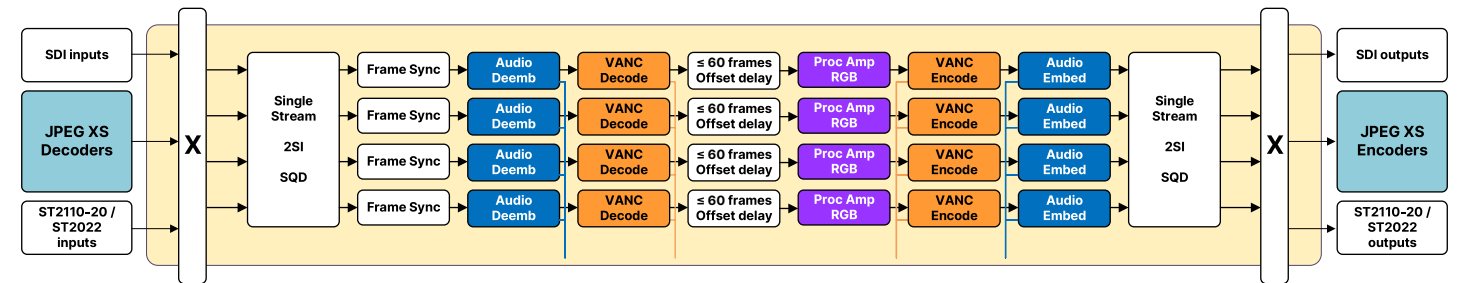 SDI inputs
JPEG XS
Decoders
ST2110-20 /
ST2022
inputs
X
Single
Stream
2SI
SQD
Frame Sync
Audio
Deemb
VANC
Decode
≤ 60 frames
Offset delay
Proc Amp
RGB
VANC
Encode
Audio
Embed
Frame Sync
Audio
Deemb
VANC
Decode
≤ 60 frames
Offset delay
Proc Amp
RGB
VANC
Encode
Audio
Embed
Frame Sync
Audio
Deemb
VANC
Decode
≤ 60 frames
Offset delay
Proc Amp
RGB
VANC
Encode
Audio
Embed
Frame Sync
Audio
Deemb
VANC
Decode
≤ 60 frames
Offset delay
Proc Amp
RGB
VANC
Encode
Audio
Embed
Single
Stream
2SI
SQD
X
SDI outputs
JPEG XS
Encoders
ST2110-20 /
ST2022
outputs